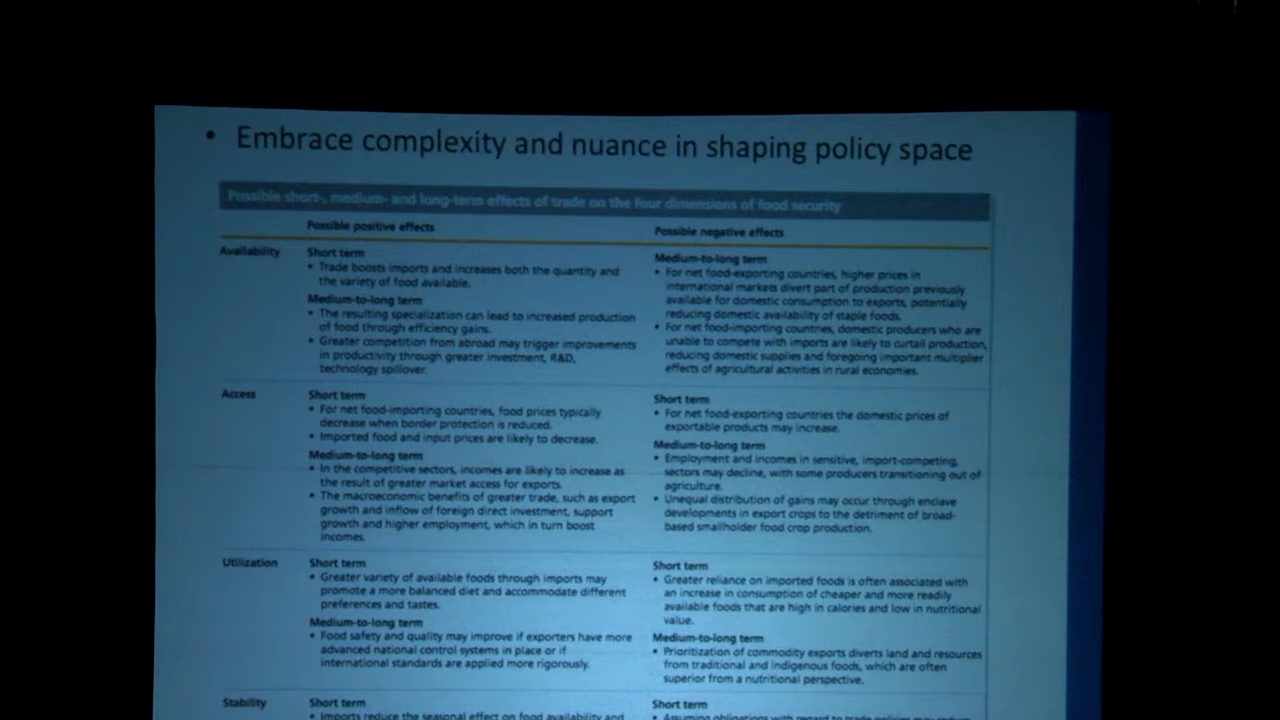 • Embrace complexity and nuance in shaping policy space
Possible short-, medium- and long-term effects of trade on the four dimensions of food security
Possible positive effects
Possible negative effects
Availability
Short term
• Trade boosts imports and increases both the quantity and
the variety of food available.
Medium-to-long term
• The resulting specialization can lead to increased production
of food through efficiency gains.
• Greater competition from abroad may trigger improvements
in productivity through greater investment, R&D,
technology spillover.
Medium-to-long term
• For net food-exporting countries, higher prices in
international markets divert part of production previously
available for domestic consumption to exports, potentially
reducing domestic availability of staple foods.
• For net food-importing countries, domestic producers who are
unable to compete with imports are likely to curtail production,
reducing domestic supplies and foregoing important multiplier
effects of agricultural activities in rural economies.
Access
Short term
• For net food-importing countries, food prices typically
decrease when border protection is reduced.
• Imported food and input prices are likely to decrease.
Medium-to-long term
• In the competitive sectors, incomes are likely to increase as
the result of greater market access for exports.
• The macroeconomic benefits of greater trade, such as export
growth and inflow of foreign direct investment, support
growth and higher employment, which in turn boost
incomes.
Short term
• For net food-exporting countries the domestic prices of
exportable products may increase.
Medium-to-long term
• Employment and incomes in sensitive, import-competing,
sectors may decline, with some producers transitioning out of
agriculture.
• Unequal distribution of gains may occur through enclave
developments in export crops to the detriment of broad-
based smallholder food crop production.
Utilization
Short term
• Greater variety of available foods through imports may
promote a more balanced diet and accommodate different
preferences and tastes.
Medium-to-long term
• Food safety and quality may improve if exporters have more
advanced national control systems in place or if
international standards are applied more rigorously.
Short term
• Greater reliance on imported foods is often associated with
an increase in consumption of cheaper and more readily
available foods that are high in calories and low in nutritional
value.
Medium-to-long term
• Prioritization of commodity exports diverts land and resources
from traditional and indigenous foods, which are often
superior from a nutritional perspective.
Stability
Short term
• Imports reduce the seasonal effect on food availability and
Short term
• Assuming obligations with regard to trade policies may reduce